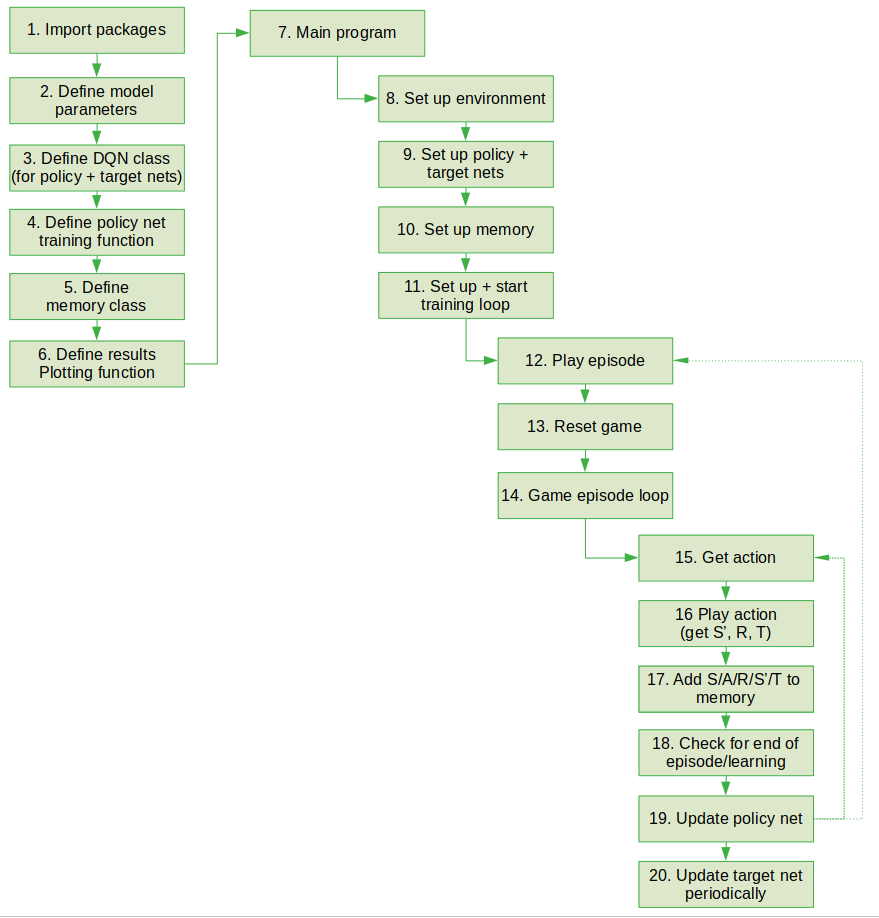 1. Import packages
2. Define model
parameters
3. Define DQN class
(for policy + target nets)
4. Define policy net
training function
5. Define
memory class
6. Define results
Plotting function
7. Main program
8. Set up environment
9. Set up policy +
target nets
10. Set up memory
11. Set up + start
training loop
12. Play episode
13. Reset game
14. Game episode loop
15. Get action
16 Play action
(get S’, R, T)
17. Add S/A/R/S’/T to
memory
18. Check for end of
episode/learning
19. Update policy net
20. Update target net
periodically